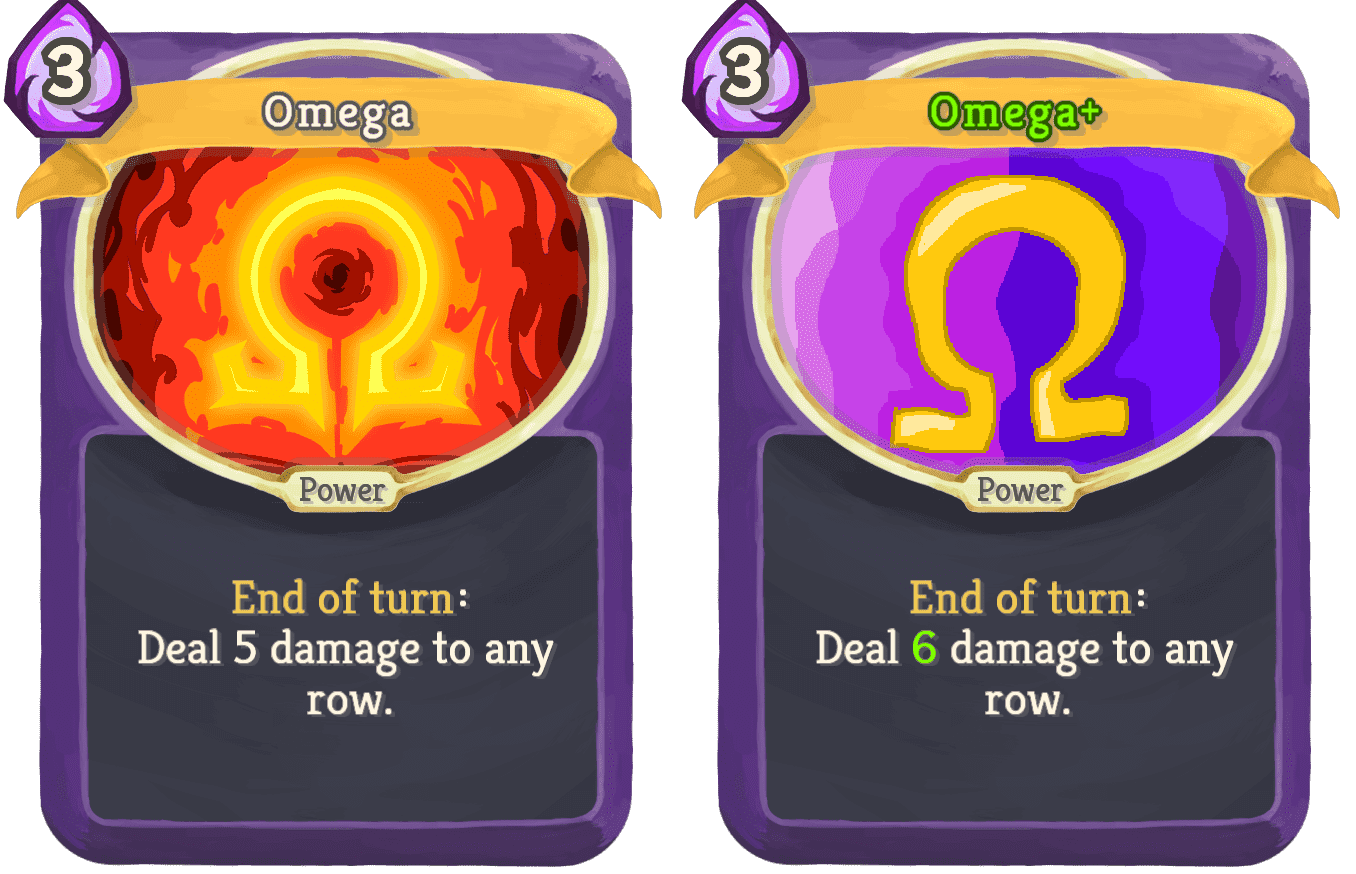 3
Omega
Power
End of turn:
Deal 5 damage to any
row.
3
Omega+
Power
End of turn:
Deal 6 damage to any
row.